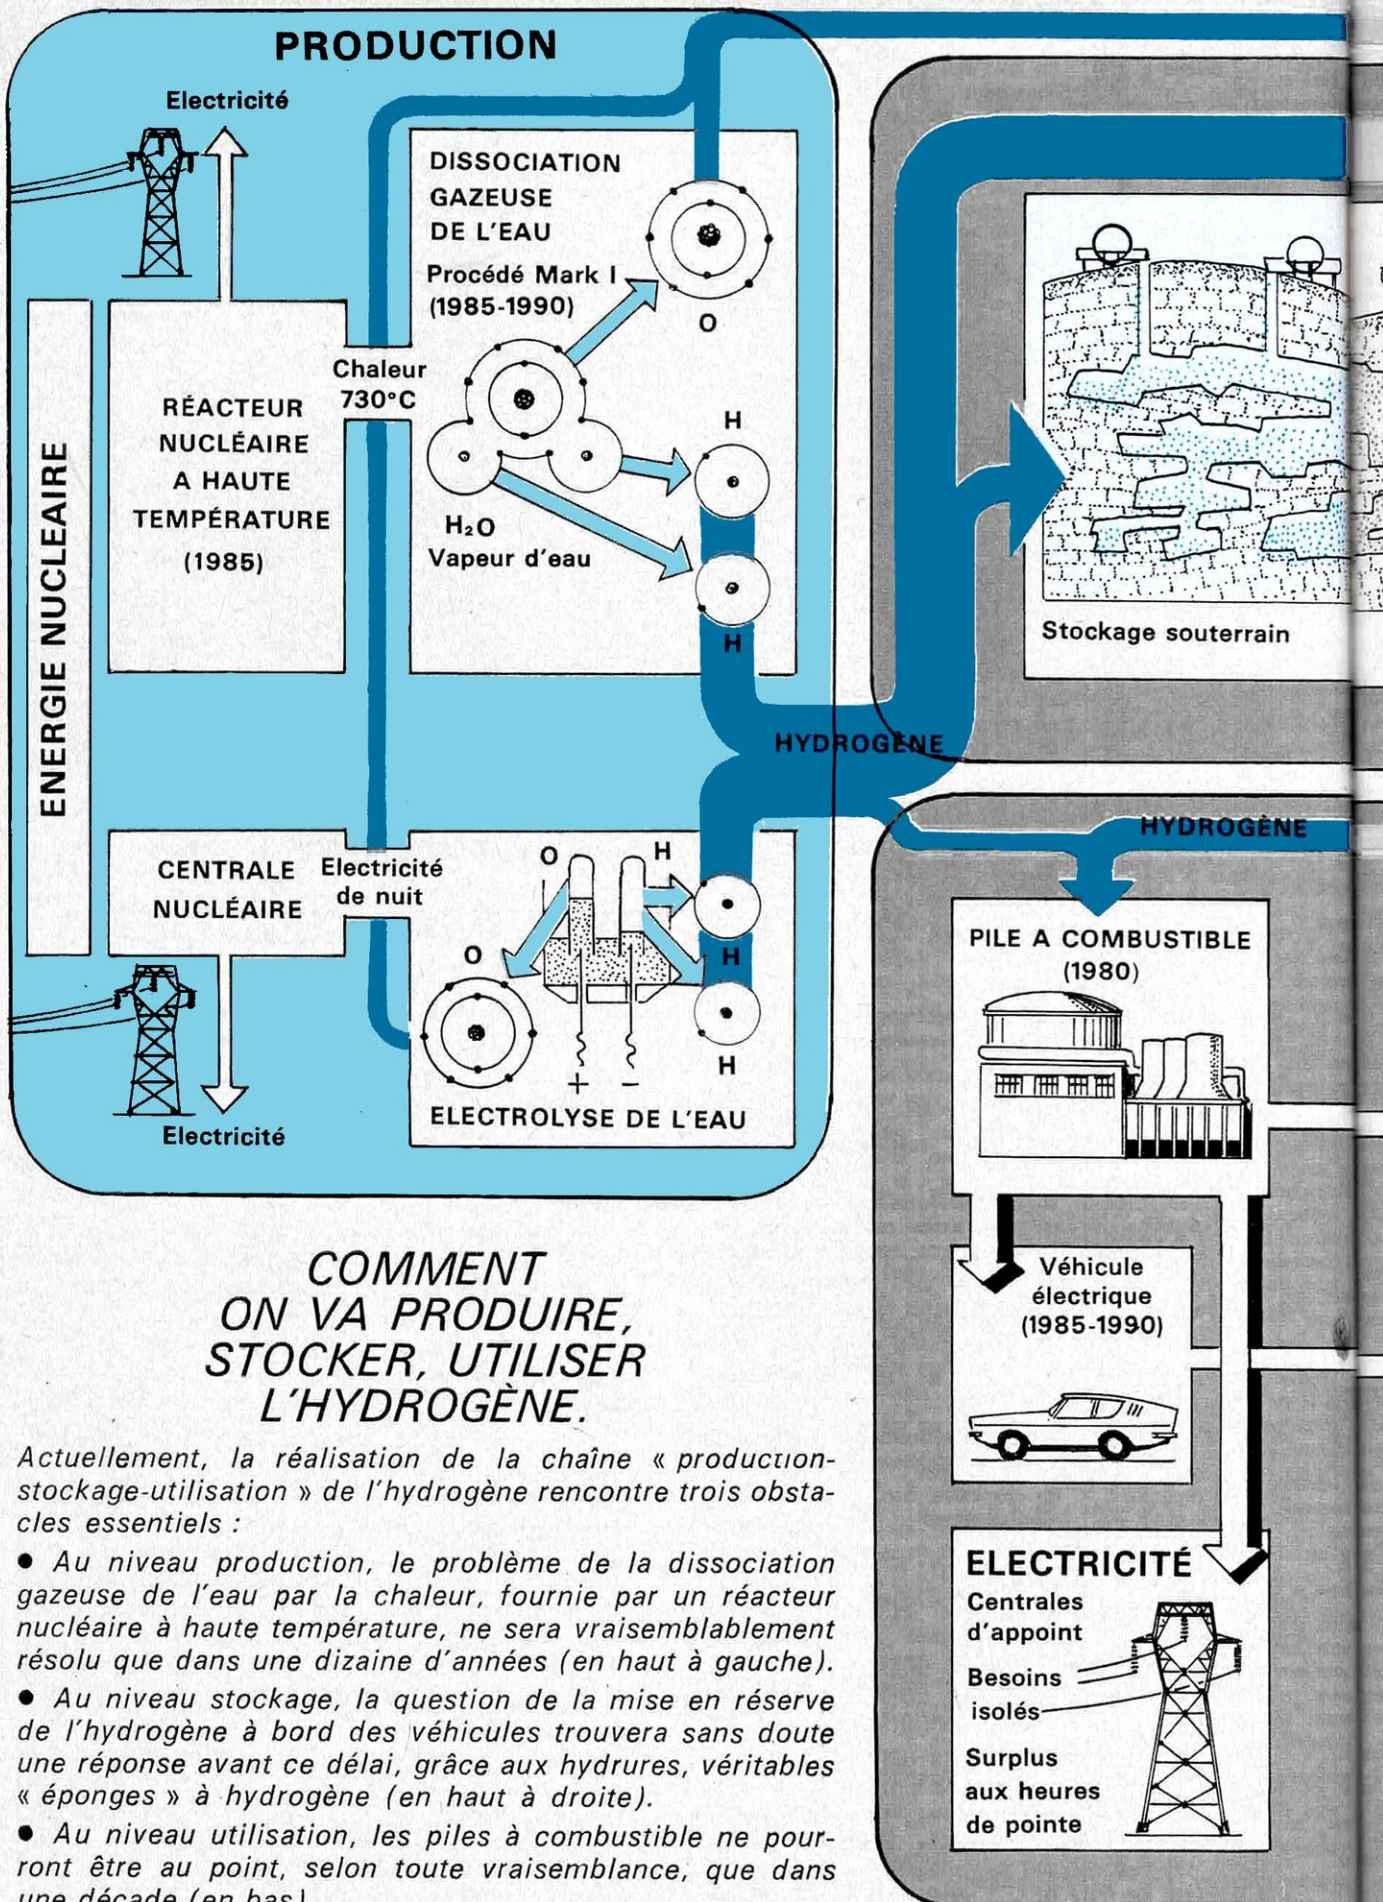 PRODUCTION
Electricité
DISSOCIATION
GAZEUSE
DE L'EAU
Procédé Mark I
(1985-1990)
O
Chaleur
730°C
RÉACTEUR
NUCLÉAIRE
A HAUTE
TEMPÉRATURE
(1985)
H
H₂O
Vapeur d'eau
H
ENERGIE NUCLEAIRE
Stockage souterrain
HYDROGÈNE
HYDROGÈNE
CENTRALE
NUCLÉAIRE
Electricité
de nuit
O
H
O
H
H
+
−
ELECTROLYSE DE L'EAU
Electricité
PILE A COMBUSTIBLE
(1980)
Véhicule
électrique
(1985-1990)
ELECTRICITÉ
Centrales
d'appoint
Besoins
isolés
Surplus
aux heures
de pointe
COMMENT
ON VA PRODUIRE,
STOCKER, UTILISER
L'HYDROGÈNE.
Actuellement, la réalisation de la chaîne « production-
stockage-utilisation » de l'hydrogène rencontre trois obsta-
cles essentiels :
● Au niveau production, le problème de la dissociation
gazeuse de l'eau par la chaleur, fournie par un réacteur
nucléaire à haute température, ne sera vraisemblablement
résolu que dans une dizaine d'années (en haut à gauche).
● Au niveau stockage, la question de la mise en réserve
de l'hydrogène à bord des véhicules trouvera sans doute
une réponse avant ce délai, grâce aux hydrures, véritables
« éponges » à hydrogène (en haut à droite).
● Au niveau utilisation, les piles à combustible ne pour-
ront être au point, selon toute vraisemblance, que dans
une décade (en bas)